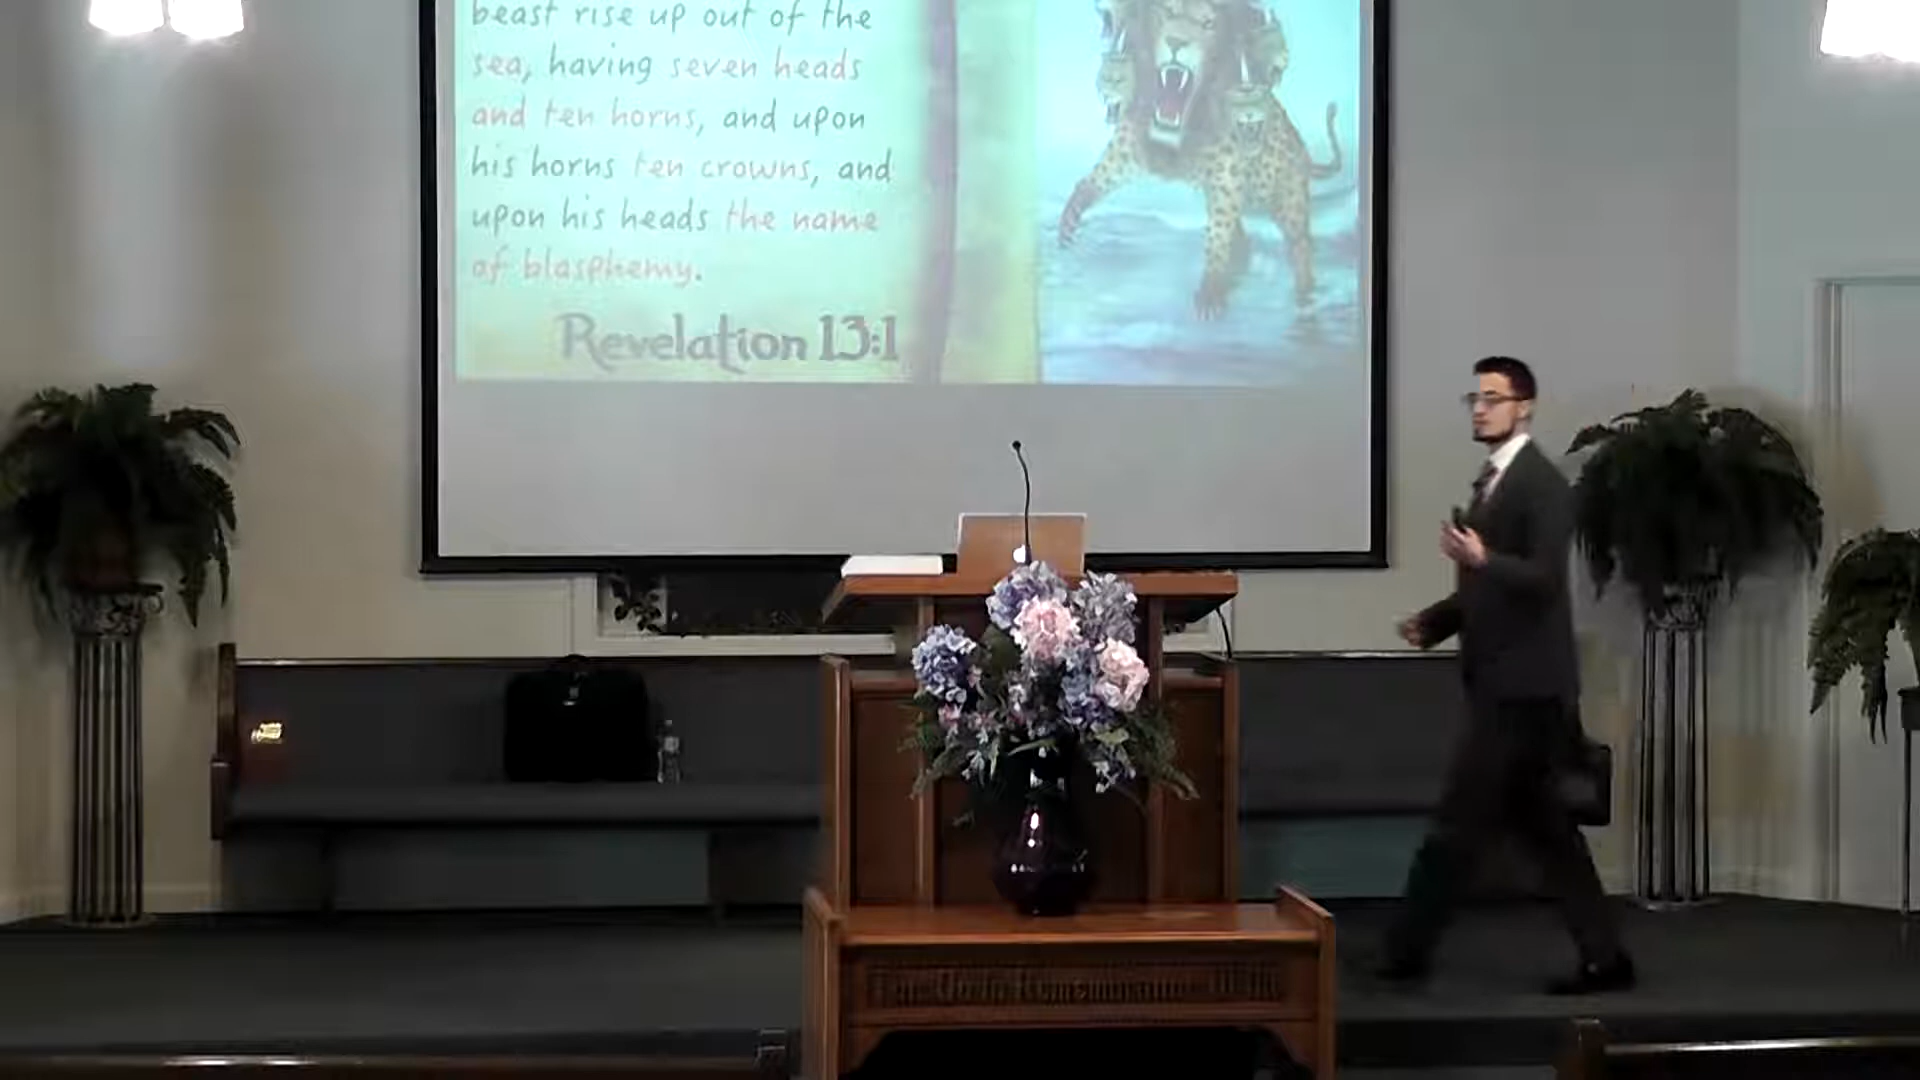 beast rise up out of the
sea, having seven heads
and ten horns, and upon
his horns ten crowns, and
upon his heads the name
of blasphemy.
Revelation 13:1